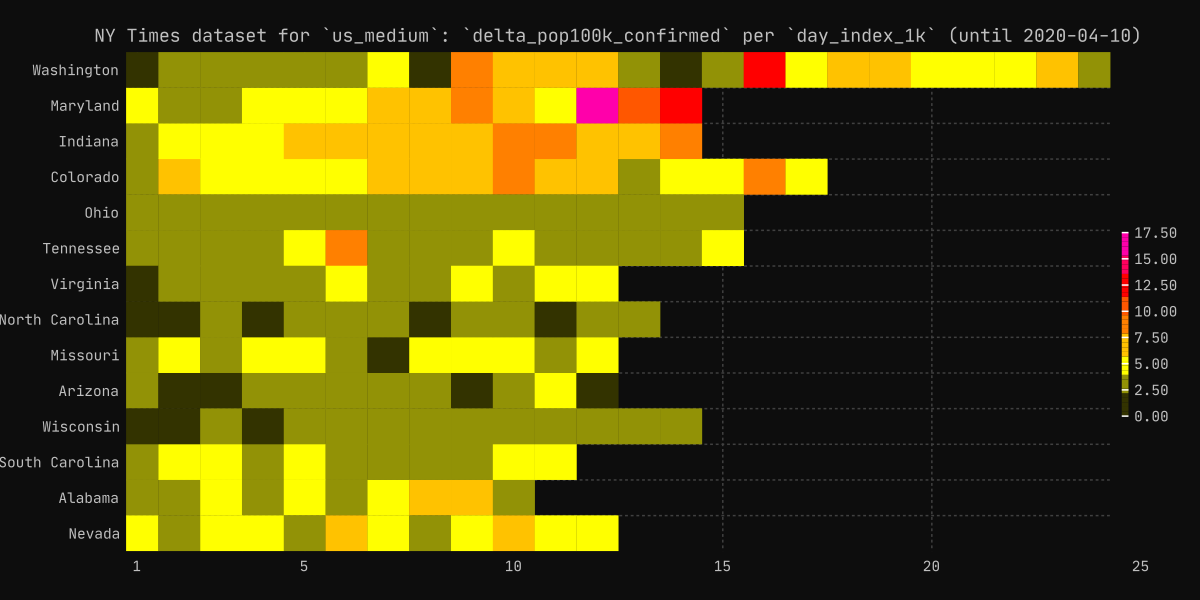 NY Times dataset for `us_medium`: `delta_pop100k_confirmed` per `day_index_1k` (until 2020-04-10)
Washington
Maryland
Indiana
Colorado
Ohio
Tennessee
Virginia
North Carolina
Missouri
Arizona
Wisconsin
South Carolina
Alabama
Nevada
17.50
15.00
12.50
10.00
7.50
5.00
2.50
0.00
1 5 10 15 20 25